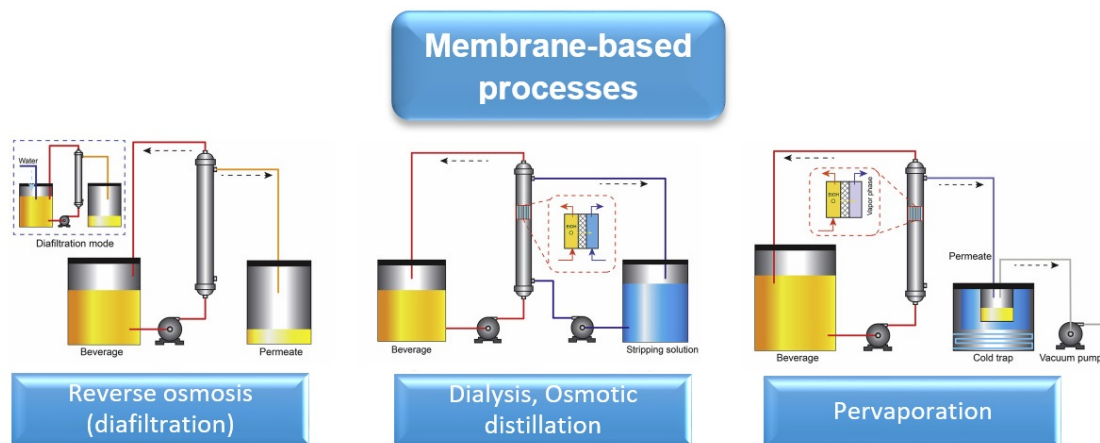 Membrane-based
processes
Water
Diafiltration mode
Beverage
Permeate
Reverse osmosis
(diafiltration)
EtOH
Beverage
Stripping solution
Dialysis, Osmotic
distillation
EtOH
Vapor phase
Permeate
Beverage
Cold trap
Vacuum pump
Pervaporation